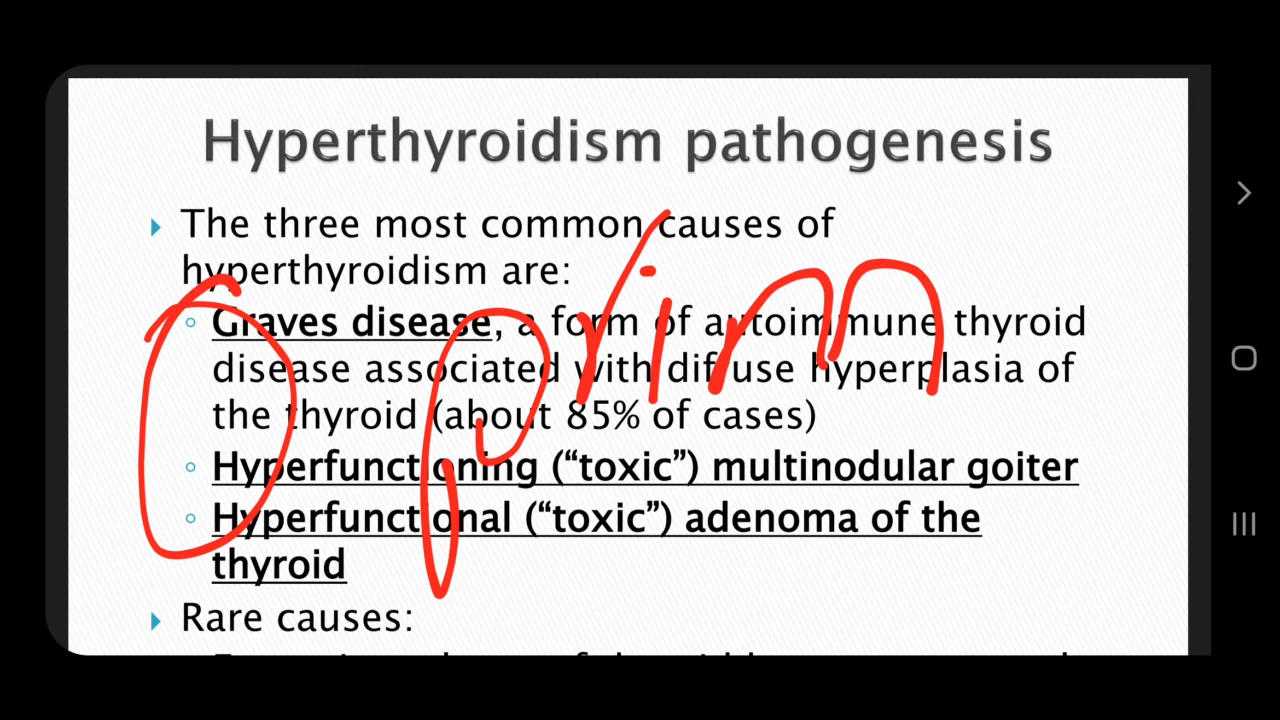 Hyperthyroidism pathogenesis
The three most common causes of
hyperthyroidism are:
Graves disease, a form of autoimmune thyroid
disease associated with diffuse hyperplasia of
the thyroid (about 85% of cases)
Hyperfunctioning (“toxic”) multinodular goiter
Hyperfunctional (“toxic”) adenoma of the
thyroid
Rare causes:
prim